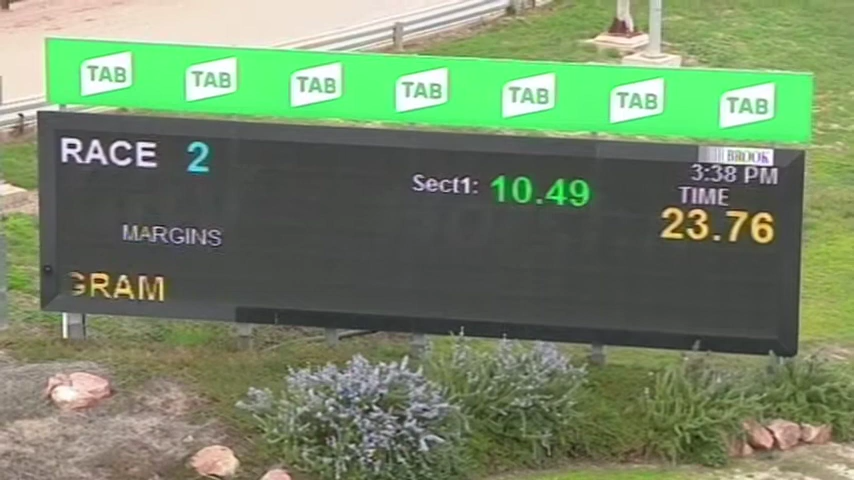 TAB TAB TAB TAB TAB TAB TAB
RACE 2
BROOK
3:38 PM
Sect1: 10.49
TIME
23.76
MARGINS
GRAM